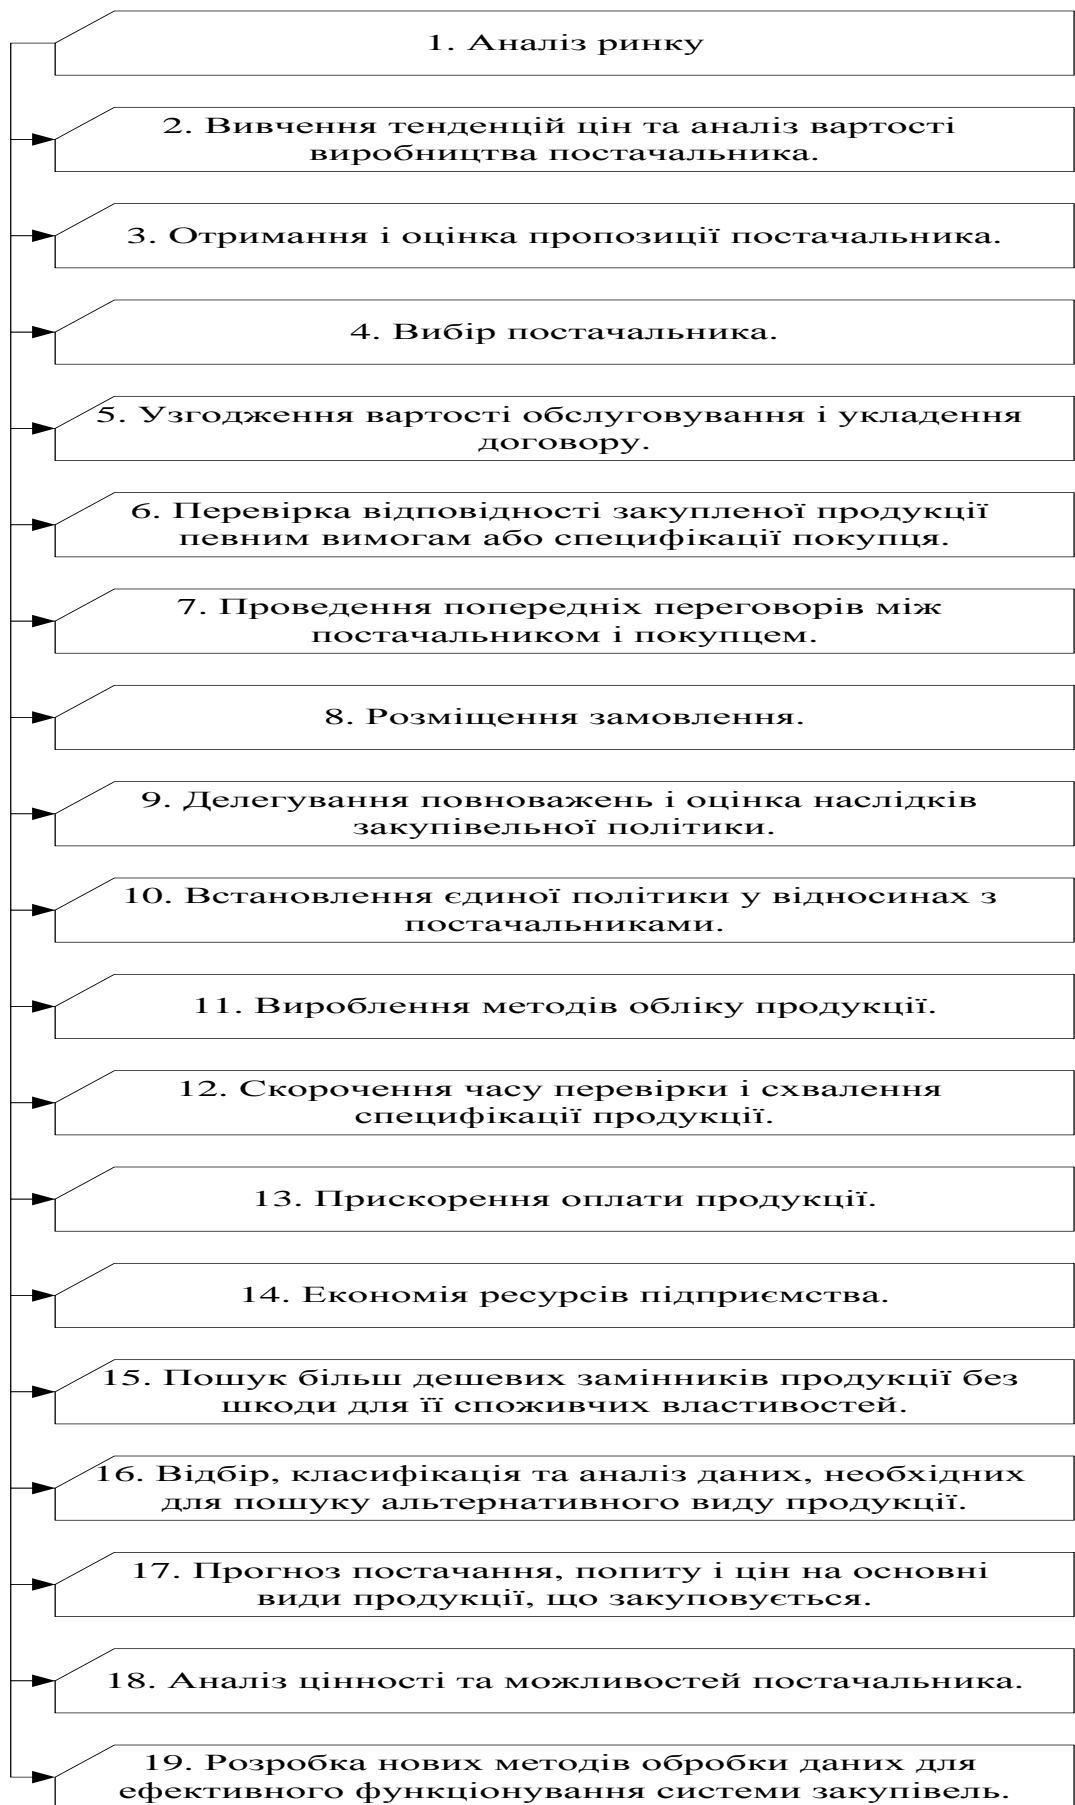 1. Аналіз ринку
2. Вивчення тенденцій цін та аналіз вартості
виробництва постачальника.
3. Отримання і оцінка пропозиції постачальника.
4. Вибір постачальника.
5. Узгодження вартості обслуговування і укладення
договору.
6. Перевірка відповідності закупленої продукції
певним вимогам або специфікації покупця.
7. Проведення попередніх переговорів між
постачальником і покупцем.
8. Розміщення замовлення.
9. Делегування повноважень і оцінка наслідків
закупівельної політики.
10. Встановлення єдиної політики у відносинах з
постачальниками.
11. Вироблення методів обліку продукції.
12. Скорочення часу перевірки і схвалення
специфікації продукції.
13. Прискорення оплати продукції.
14. Економія ресурсів підприємства.
15. Пошук більш дешевих замінників продукції без
шкоди для її споживчих властивостей.
16. Відбір, класифікація та аналіз даних, необхідних
для пошуку альтернативного виду продукції.
17. Прогноз постачання, попиту і цін на основні
види продукції, що закуповується.
18. Аналіз цінності та можливостей постачальника.
19. Розробка нових методів обробки даних для
ефективного функціонування системи закупівель.